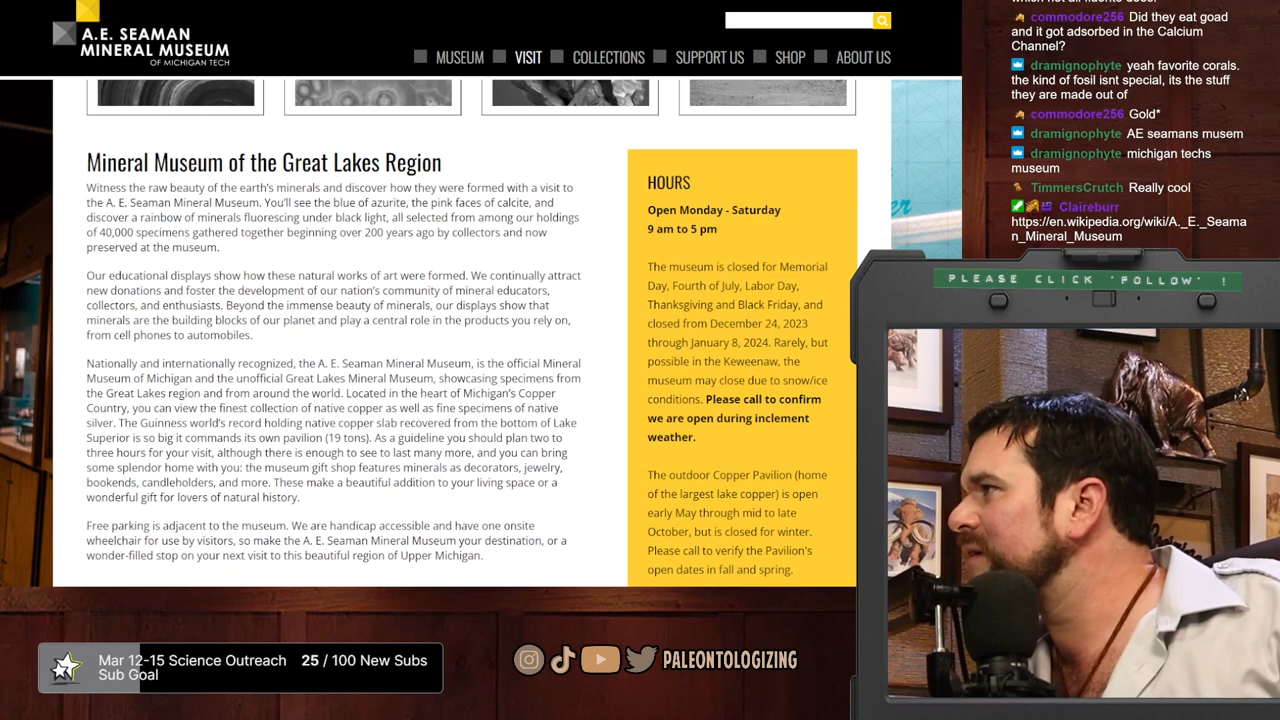 A.E. SEAMAN
MINERAL MUSEUM
OF MICHIGAN TECH
MUSEUM
VISIT
COLLECTIONS
SUPPORT US
SHOP
ABOUT US
Mineral Museum of the Great Lakes Region
Witness the raw beauty of the earth's minerals and discover how they were formed with a visit to
the A. E. Seaman Mineral Museum. You'll see the blue of azurite, the pink faces of calcite, and
discover a rainbow of minerals fluorescing under black light, all selected from among our holdings
of 40,000 specimens gathered together beginning over 200 years ago by collectors and now
preserved at the museum.
Our educational displays show how these natural works of art were formed. We continually attract
new donations and foster the development of our nation's community of mineral educators,
collectors, and enthusiasts. Beyond the immense beauty of minerals, our displays show that
minerals are the building blocks of our planet and play a central role in the products you rely on,
from cell phones to automobiles.
Nationally and internationally recognized, the A. E. Seaman Mineral Museum, is the official Mineral
Museum of Michigan and the unofficial Great Lakes Mineral Museum, showcasing specimens from
the Great Lakes region and from around the world. Located in the heart of Michigan's Copper
Country, you can view the finest collection of native copper as well as fine specimens of native
silver. The Guinness world's record holding native copper slab recovered from the bottom of Lake
Superior is so big it commands its own pavilion (19 tons). As a guideline you should plan two to
three hours for your visit, although there is enough to see to last many more, and you can bring
some splendor home with you: the museum gift shop features minerals as decorators, jewelry,
bookends, candleholders, and more. These make a beautiful addition to your living space or a
wonderful gift for lovers of natural history.
Free parking is adjacent to the museum. We are handicap accessible and have one onsite
wheelchair for use by visitors, so make the A. E. Seaman Museum your destination, or a
wonder-filled stop on your next visit to this beautiful region of Upper Michigan.
HOURS
Open Monday - Saturday
9 am to 5 pm
The museum is closed for Memorial
Day, Fourth of July, Labor Day,
Thanksgiving and Black Friday, and
closed from December 24, 2023
through January 8, 2024. Rarely, but
possible in the Keweenaw, the
museum may close due to snow/ice
conditions. Please call to confirm
we are open during inclement
weather.
The outdoor Copper Pavilion (home
of the largest lake copper) is open
early May through mid to late
October, but is closed for winter.
Please call to verify the Pavilion's
open dates in fall and spring.
commodore256 Did they eat goad
and it got adsorbed in the Calcium
Channel?
dramignophyte yeah favorite corals.
the kind of fosil isnt special, its the stuff
they are made out of
commodore256 Gold*
dramignophyte AE seamans musem
dramignophyte michigan techs
museum
TimmersCrutch Really cool
Claireburr
https://en.wikipedia.org/wiki/A._E._Seama
n_Mineral_Museum
PLEASE CLICK 'FOLLOW' !
Mar 12-15 Science Outreach
Sub Goal
25 / 100 New Subs
PALEONTOLOGIZING